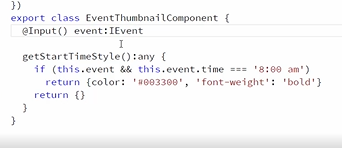 })
export class EventThumbnailComponent {
  @Input() event:IEvent

  getStartTimeStyle():any {
    if (this.event && this.event.time === '8:00 am')
      return {color: '#003300', 'font-weight': 'bold'}
    return {}
  }
}